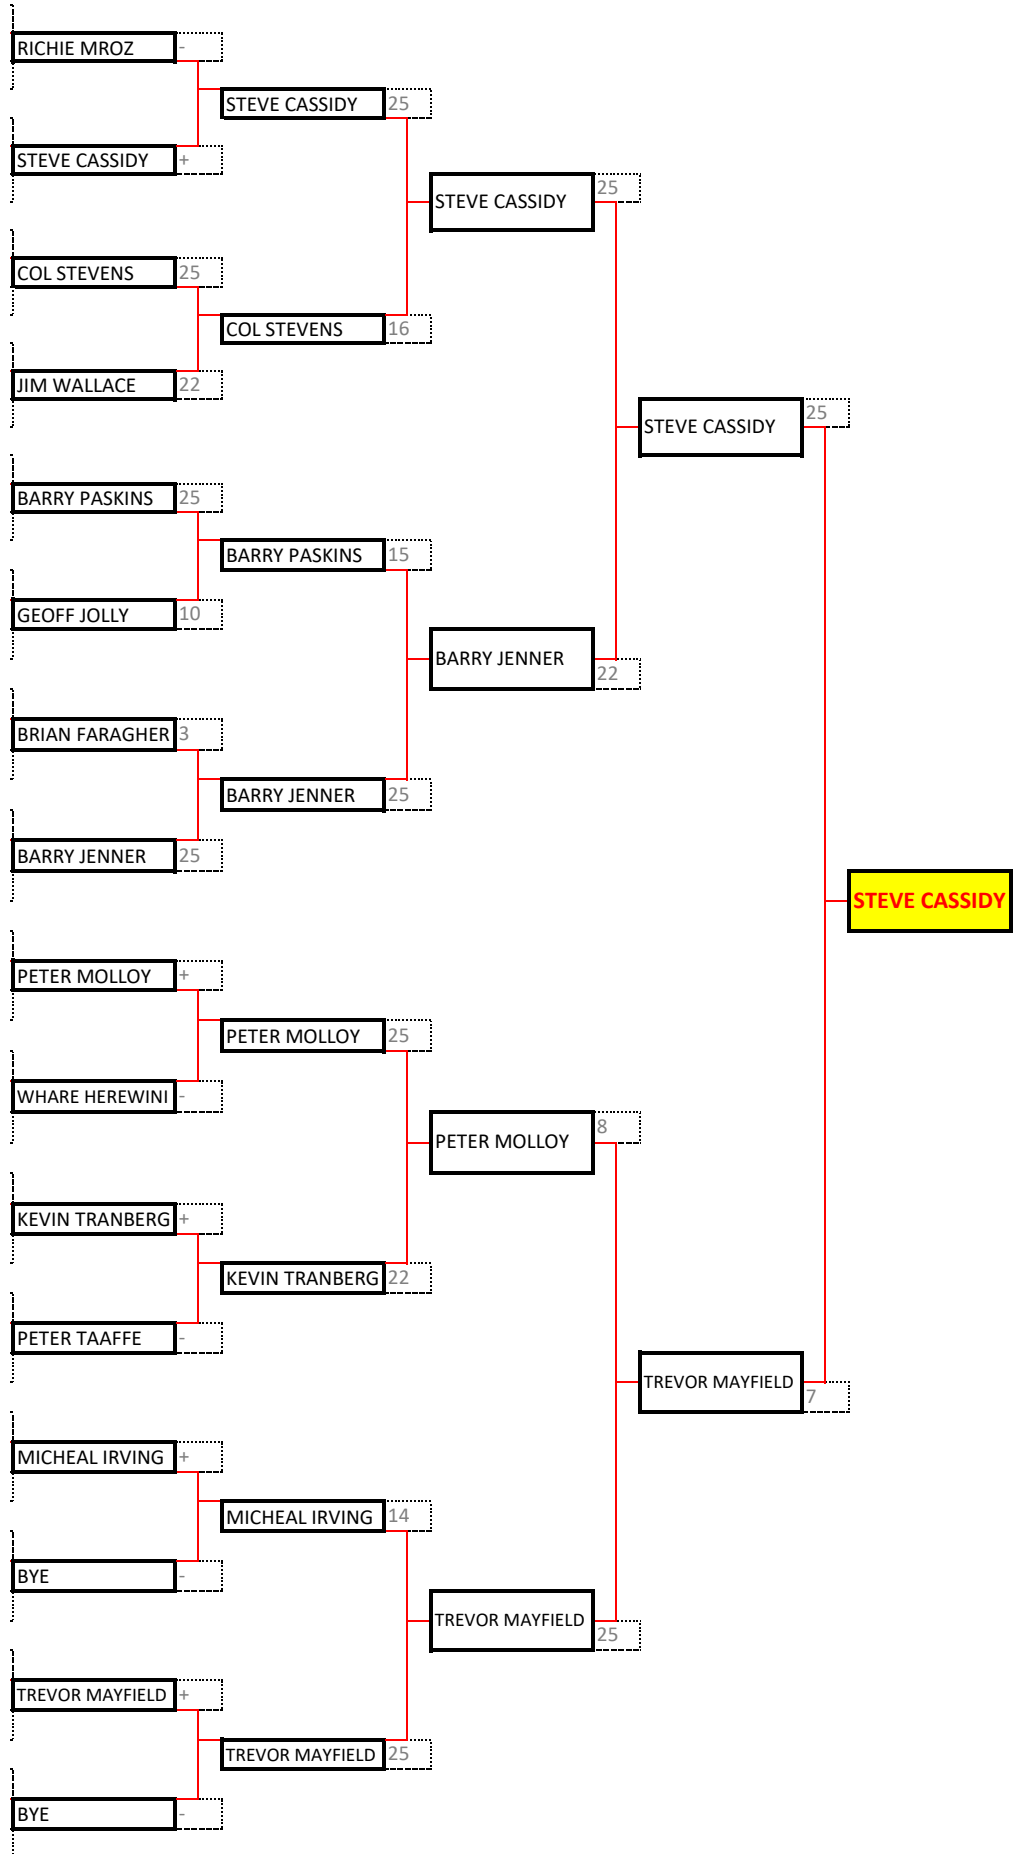 RICHIE MROZ -
STEVE CASSIDY 25
STEVE CASSIDY +
STEVE CASSIDY 25
COL STEVENS 25
COL STEVENS 16
JIM WALLACE 22
STEVE CASSIDY 25
BARRY PASKINS 25
BARRY PASKINS 15
GEOFF JOLLY 10
BARRY JENNER 22
BRIAN FARAGHER 3
BARRY JENNER 25
BARRY JENNER 25
STEVE CASSIDY
PETER MOLLOY +
PETER MOLLOY 25
WHARE HEREWINI -
PETER MOLLOY 8
KEVIN TRANBERG +
KEVIN TRANBERG 22
PETER TAAFFE -
TREVOR MAYFIELD 7
MICHEAL IRVING +
MICHEAL IRVING 14
BYE -
TREVOR MAYFIELD 25
TREVOR MAYFIELD +
TREVOR MAYFIELD 25
BYE -